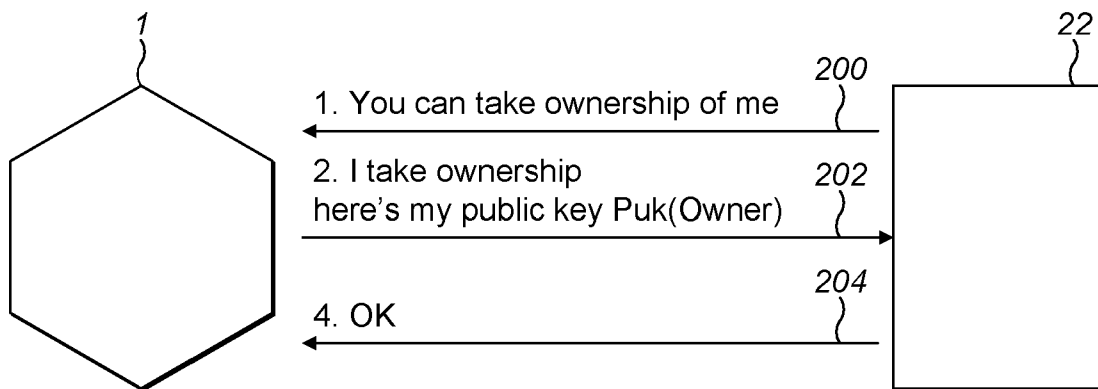 1
22
200
1. You can take ownership of me
2. I take ownership
202
here's my public key Puk(Owner)
204
4. OK